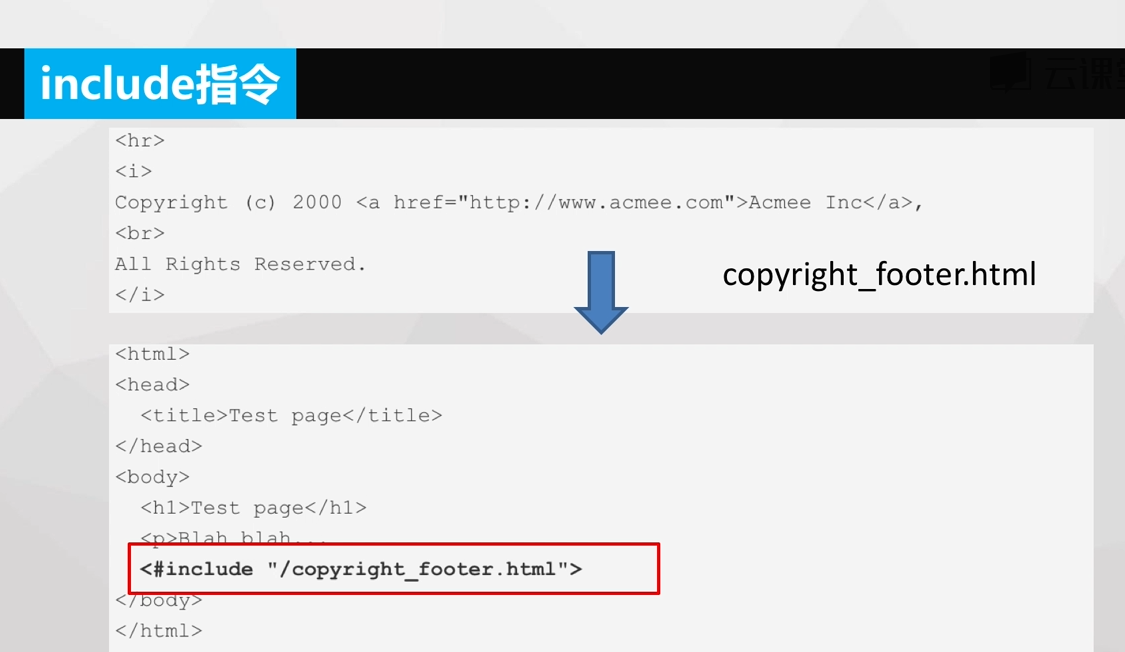 include指令
云课
<hr>
<i>
Copyright (c) 2000 <a href="http://www.acmee.com">Acmee Inc</a>,
<br>
All Rights Reserved.
</i>
copyright_footer.html
<html>
<head>
  <title>Test page</title>
</head>
<body>
  <h1>Test page</h1>
  <p>Blah blah...
  <#include "/copyright_footer.html">
</body>
</html>